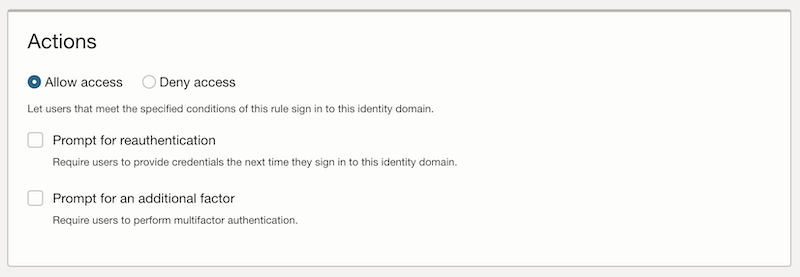 Actions
Allow access Deny access
Let users that meet the specified conditions of this rule sign in to this identity domain.
Prompt for reauthentication
Require users to provide credentials the next time they sign in to this identity domain.
Prompt for an additional factor
Require users to perform multifactor authentication.